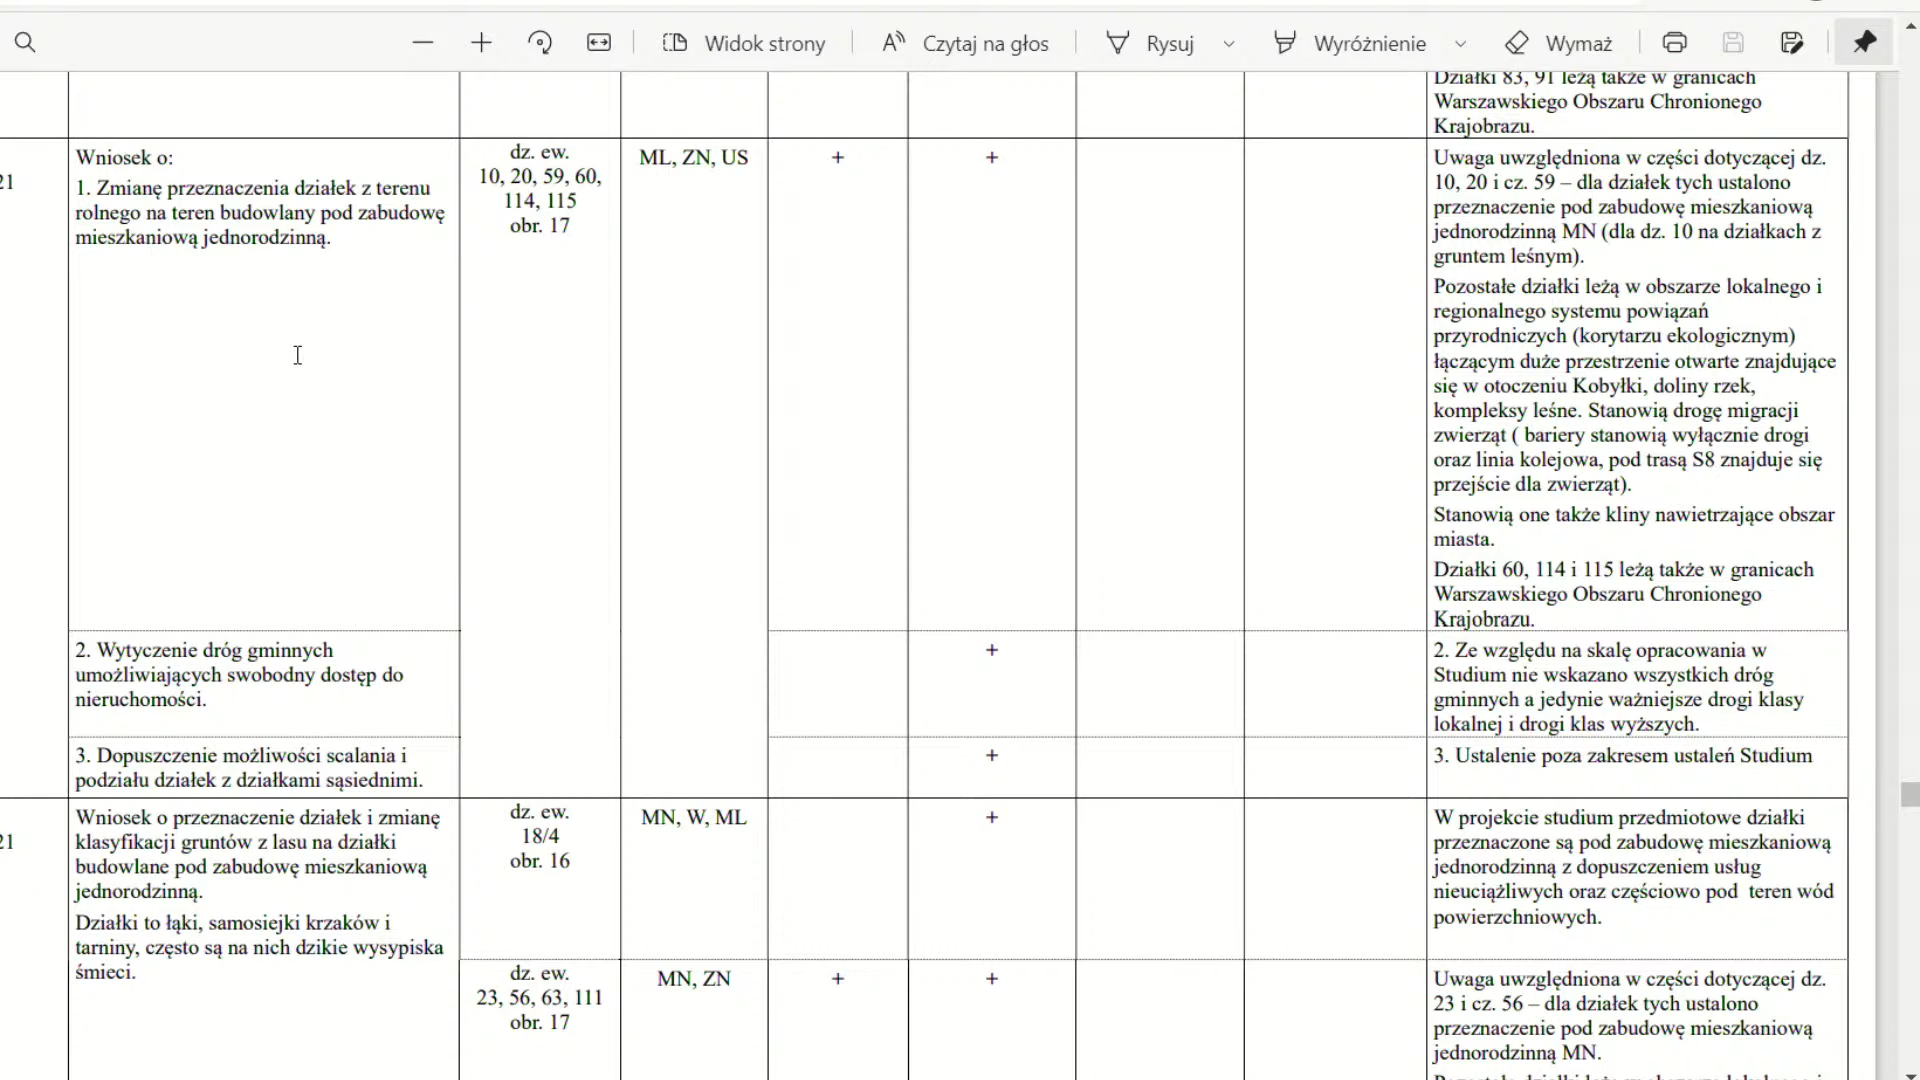 Widok strony
Czytaj na głos
Rysuj
Wyróżnienie
Wymaż
Działki 83, 91 leżą także w granicach
Warszawskiego Obszaru Chronionego
Krajobrazu.
21
Wniosek o:
1. Zmianę przeznaczenia działek z terenu
rolnego na teren budowlany pod zabudowę
mieszkaniową jednorodzinną.
dz. ew.
10, 20, 59, 60,
114, 115
obr. 17
ML, ZN, US
+
+
Uwaga uwzględniona w części dotyczącej dz.
10, 20 i cz. 59 – dla działek tych ustalono
przeznaczenie pod zabudowę mieszkaniową
jednorodzinną MN (dla dz. 10 na działkach z
gruntem leśnym).
Pozostałe działki leżą w obszarze lokalnego i
regionalnego systemu powiązań
przyrodniczych (korytarzu ekologicznym)
łączącym duże przestrzenie otwarte znajdujące
się w otoczeniu Kobyłki, doliny rzek,
kompleksy leśne. Stanowią drogę migracji
zwierząt ( bariery stanowią wyłącznie drogi
oraz linia kolejowa, pod trasą S8 znajduje się
przejście dla zwierząt).
Stanowią one także kliny nawietrzające obszar
miasta.
Działki 60, 114 i 115 leżą także w granicach
Warszawskiego Obszaru Chronionego
Krajobrazu.
2. Wytyczenie dróg gminnych
umożliwiających swobodny dostęp do
nieruchomości.
+
2. Ze względu na skalę opracowania w
Studium nie wskazano wszystkich dróg
gminnych a jedynie ważniejsze drogi klasy
lokalnej i drogi klas wyższych.
3. Dopuszczenie możliwości scalania i
podziału działek z działkami sąsiednimi.
+
3. Ustalenie poza zakresem ustaleń Studium
21
Wniosek o przeznaczenie działek i zmianę
klasyfikacji gruntów z lasu na działki
budowlane pod zabudowę mieszkaniową
jednorodzinną.
Działki to łąki, samosiejki krzaków i
tarniny, często są na nich dzikie wysypiska
śmieci.
dz. ew.
18/4
obr. 16
MN, W, ML
+
W projekcie studium przedmiotowe działki
przeznaczone są pod zabudowę mieszkaniową
jednorodzinną z dopuszczeniem usług
nieuciążliwych oraz częściowo pod  teren wód
powierzchniowych.
dz. ew.
23, 56, 63, 111
obr. 17
MN, ZN
+
+
Uwaga uwzględniona w części dotyczącej dz.
23 i cz. 56 – dla działek tych ustalono
przeznaczenie pod zabudowę mieszkaniową
jednorodzinną MN.